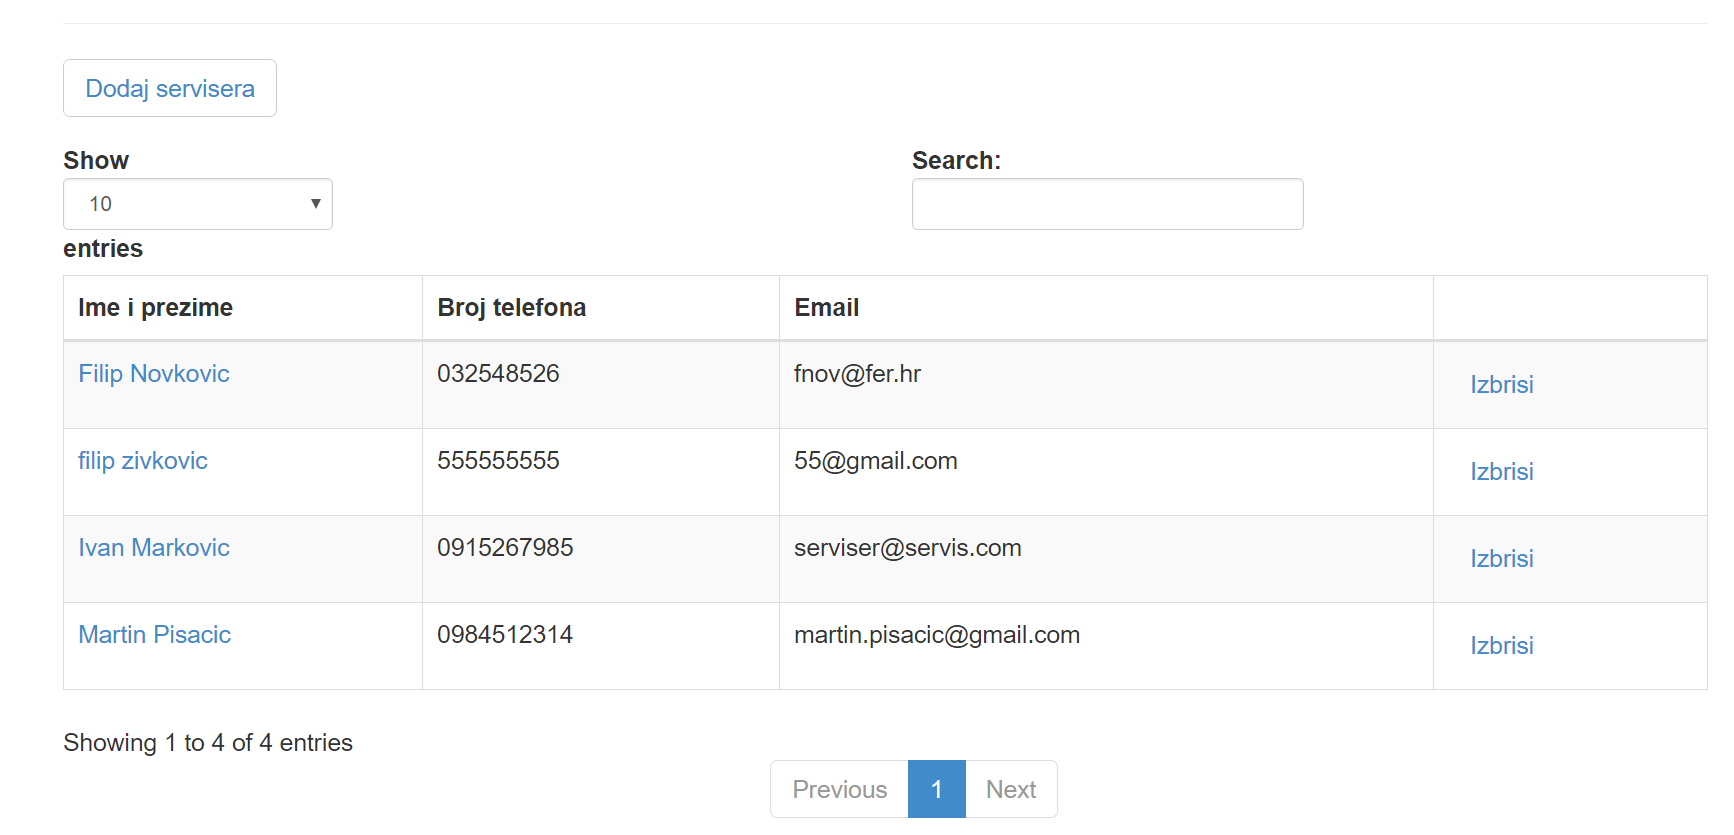 Dodaj servisera
Show Search:
10
entries
Ime i prezime Broj telefona Email
Filip Novkovic 032548526 fnov@fer.hr Izbrisi
filip zivkovic 555555555 55@gmail.com Izbrisi
Ivan Markovic 0915267985 serviser@servis.com Izbrisi
Martin Pisacic 0984512314 martin.pisacic@gmail.com Izbrisi
Showing 1 to 4 of 4 entries
Previous 1 Next